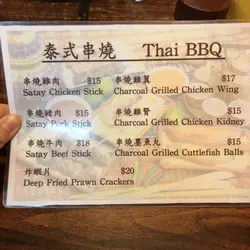 泰式串燒 Thai BBQ
串燒雞肉 $15 串燒雞翼 $17
Satay Chicken Stick Charcoal Grilled Chicken Wing
串燒豬肉 $15 串燒雞腎 $15
Satay Pork Stick Charcoal Grilled Chicken Kidney
串燒牛肉 $18 串燒墨魚丸 $15
Satay Beef Stick Charcoal Grilled Cuttlefish Balls
炸蝦片 $20
Deep Fried Prawn Crackers